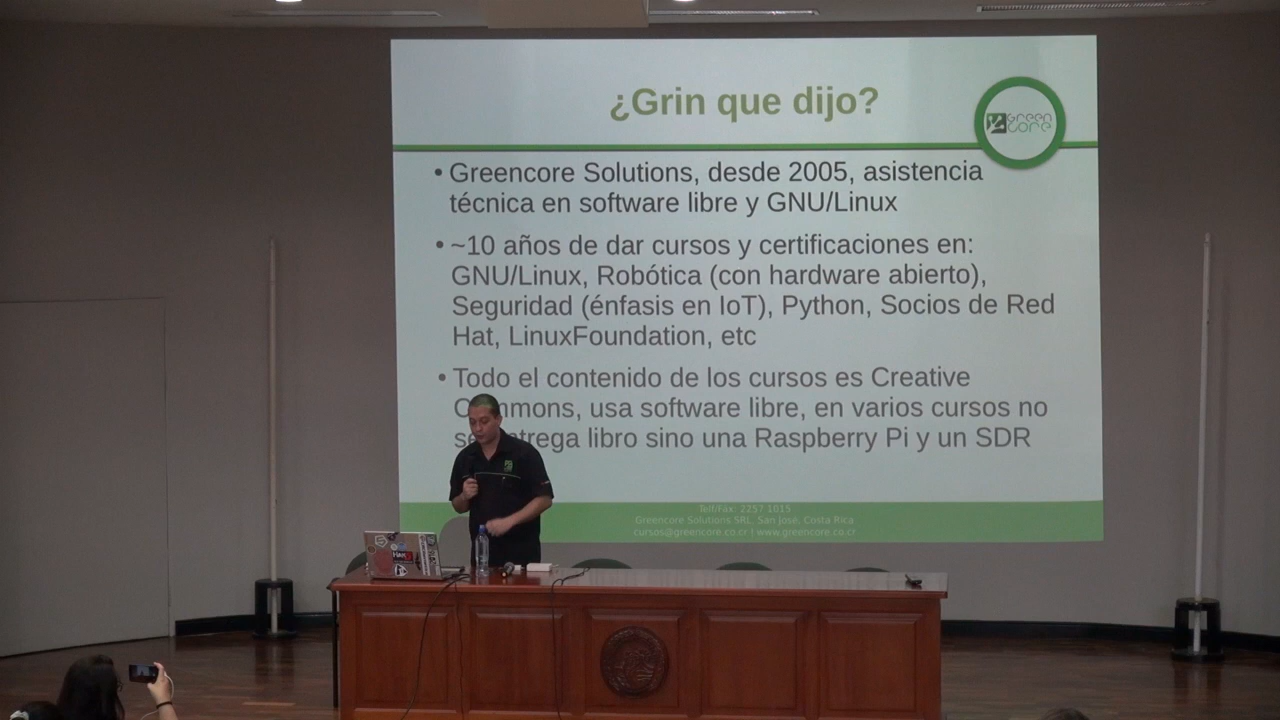 ¿Grin que dijo?
GREEN
CORE
• Greencore Solutions, desde 2005, asistencia
técnica en software libre y GNU/Linux
• ~10 años de dar cursos y certificaciones en:
GNU/Linux, Robótica (con hardware abierto),
Seguridad (énfasis en IoT), Python, Socios de Red
Hat, LinuxFoundation, etc
• Todo el contenido de los cursos es Creative
Commons, usa software libre, en varios cursos no
se entrega libro sino una Raspberry Pi y un SDR
Telf/Fax: 2257 1015
Greencore Solutions SRL, San José, Costa Rica
cursos@greencore.co.cr | www.greencore.co.cr